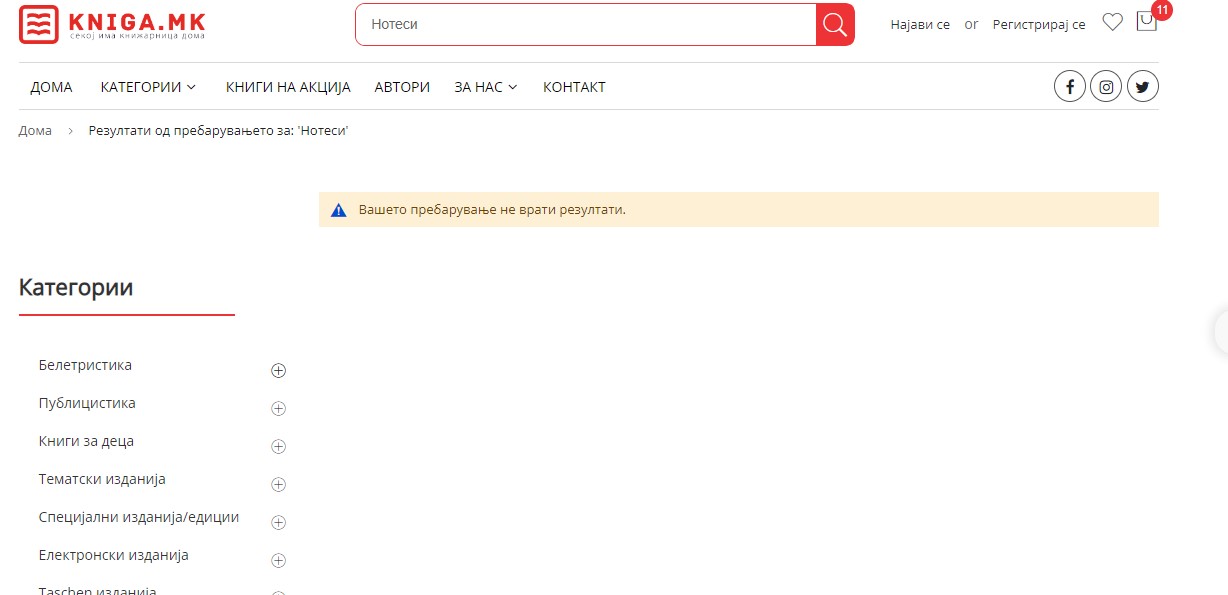 KNIGA.MK
секој има книжарница дома
Нотеси
Најави се or Регистрирај се
11
ДОМА КАТЕГОРИИ КНИГИ НА АКЦИЈА АВТОРИ ЗА НАС КОНТАКТ
Дома > Резултати од пребарувањето за: 'Нотеси'
Вашето пребарување не врати резултати.
Категории
Белетристика
Публицистика
Книги за деца
Тематски изданија
Специјални изданија/едиции
Електронски изданија
Taschen изданија